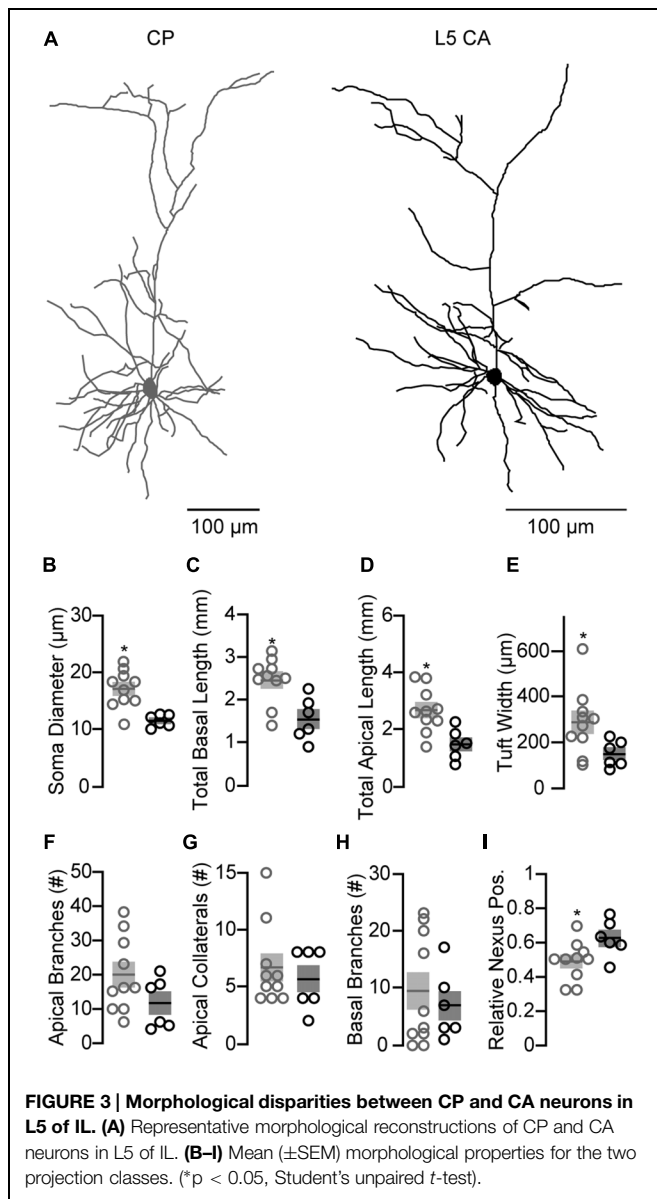 A CP L5 CA
100 µm 100 µm
B C D E
Soma Diameter (µm)
30
20
10
0
*
Total Basal Length (mm)
4
3
2
1
0
*
Total Apical Length (mm)
6
4
2
0
*
Tuft Width (µm)
600
400
200
0
*
F G H I
Apical Branches (#)
50
40
30
20
10
0
Apical Collaterals (#)
15
10
5
0
Basal Branches (#)
30
20
10
0
Relative Nexus Pos.
1
0.8
0.6
0.4
0.2
0
*
FIGURE 3 | Morphological disparities between CP and CA neurons in
L5 of IL. (A) Representative morphological reconstructions of CP and CA
neurons in L5 of IL. (B–I) Mean (±SEM) morphological properties for the two
projection classes. (*p < 0.05, Student's unpaired t-test).